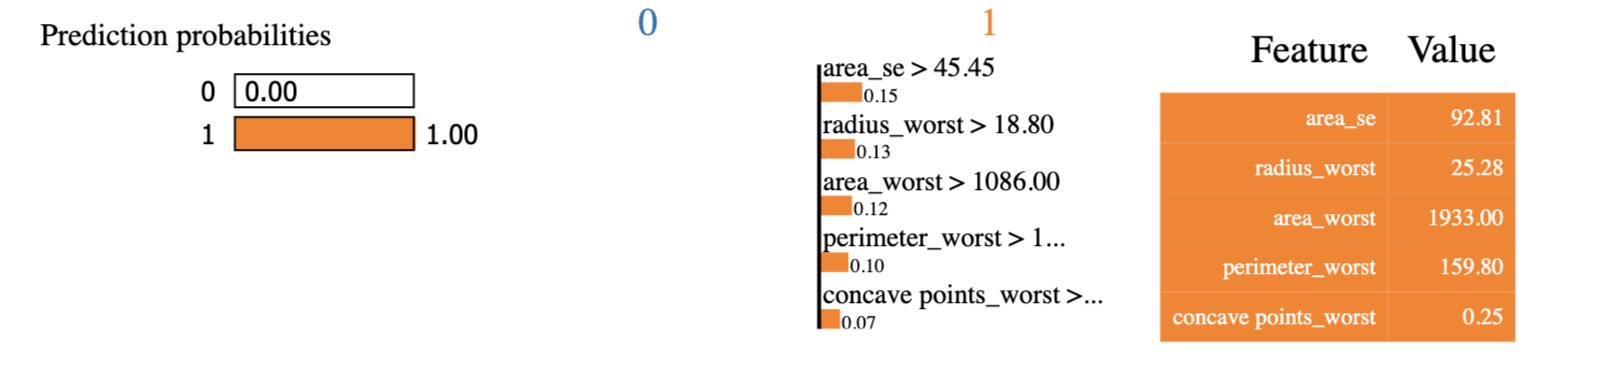 Prediction probabilities
0 0.00
1 1.00
0 1
area_se > 45.45
0.15
radius_worst > 18.80
0.13
area_worst > 1086.00
0.12
perimeter_worst > 1...
0.10
concave points_worst >...
0.07
Feature Value
area_se 92.81
radius_worst 25.28
area_worst 1933.00
perimeter_worst 159.80
concave points_worst 0.25